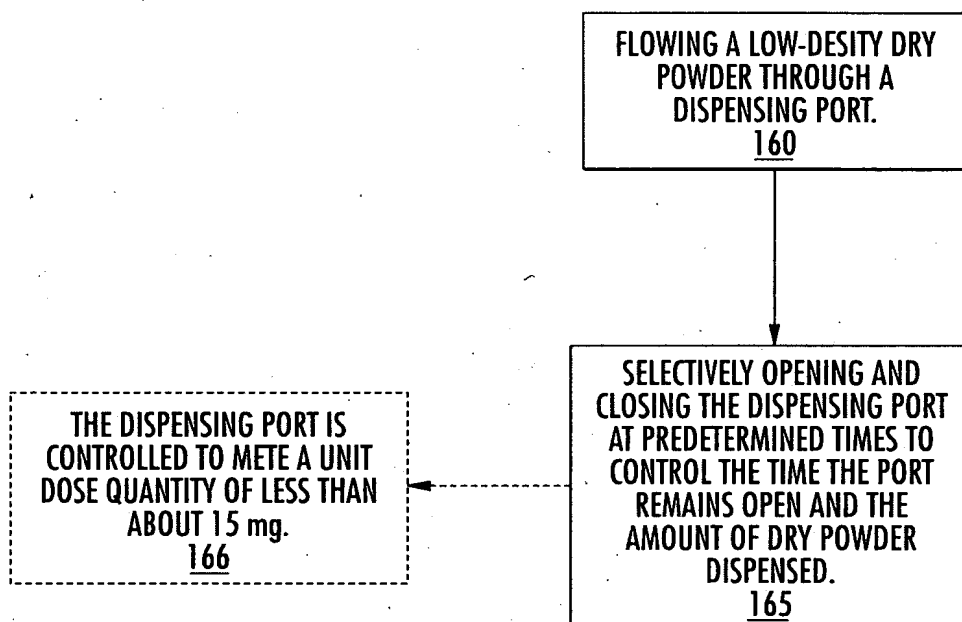 FLOWING A LOW-DESITY DRY
POWDER THROUGH A
DISPENSING PORT.
160
SELECTIVELY OPENING AND
CLOSING THE DISPENSING PORT
AT PREDETERMINED TIMES TO
CONTROL THE TIME THE PORT
REMAINS OPEN AND THE
AMOUNT OF DRY POWDER
DISPENSED.
165
THE DISPENSING PORT IS
CONTROLLED TO METE A UNIT
DOSE QUANTITY OF LESS THAN
ABOUT 15 mg.
166